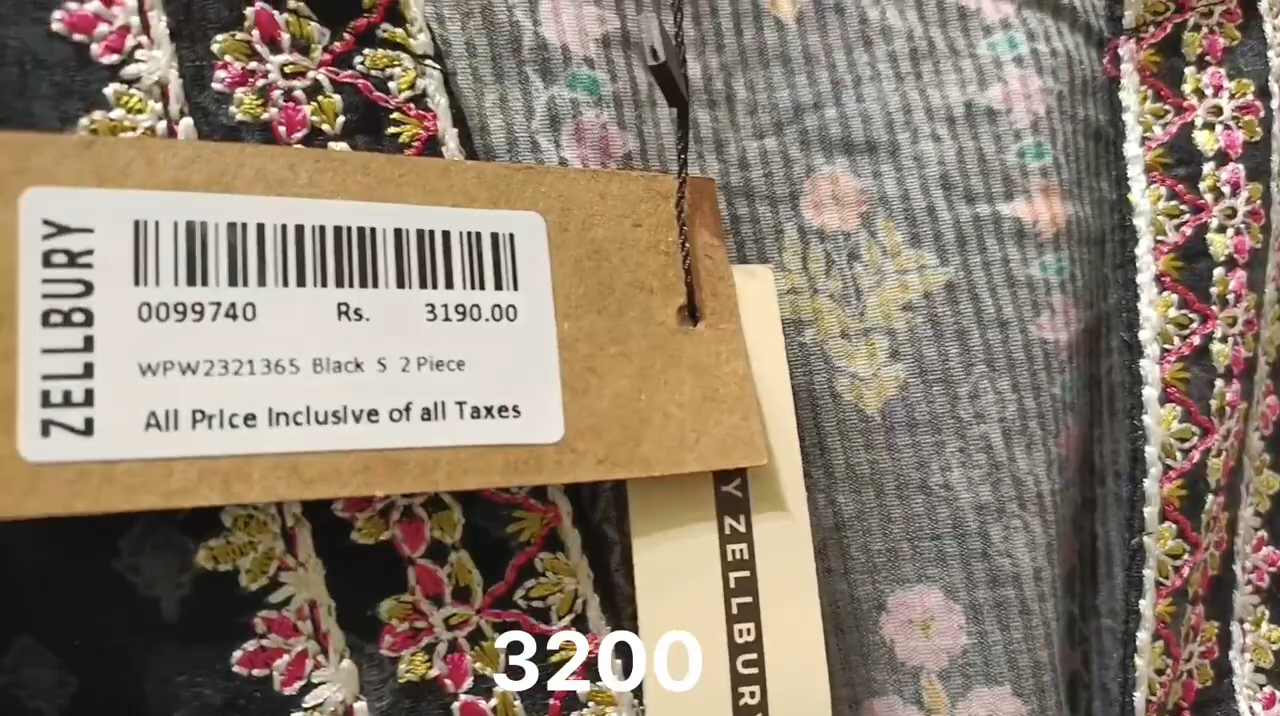 ZELLBURY
0099740 Rs. 3190.00
WPW2321365 Black S 2 Piece
All Price Inclusive of all Taxes
Y ZELLBURY
3200